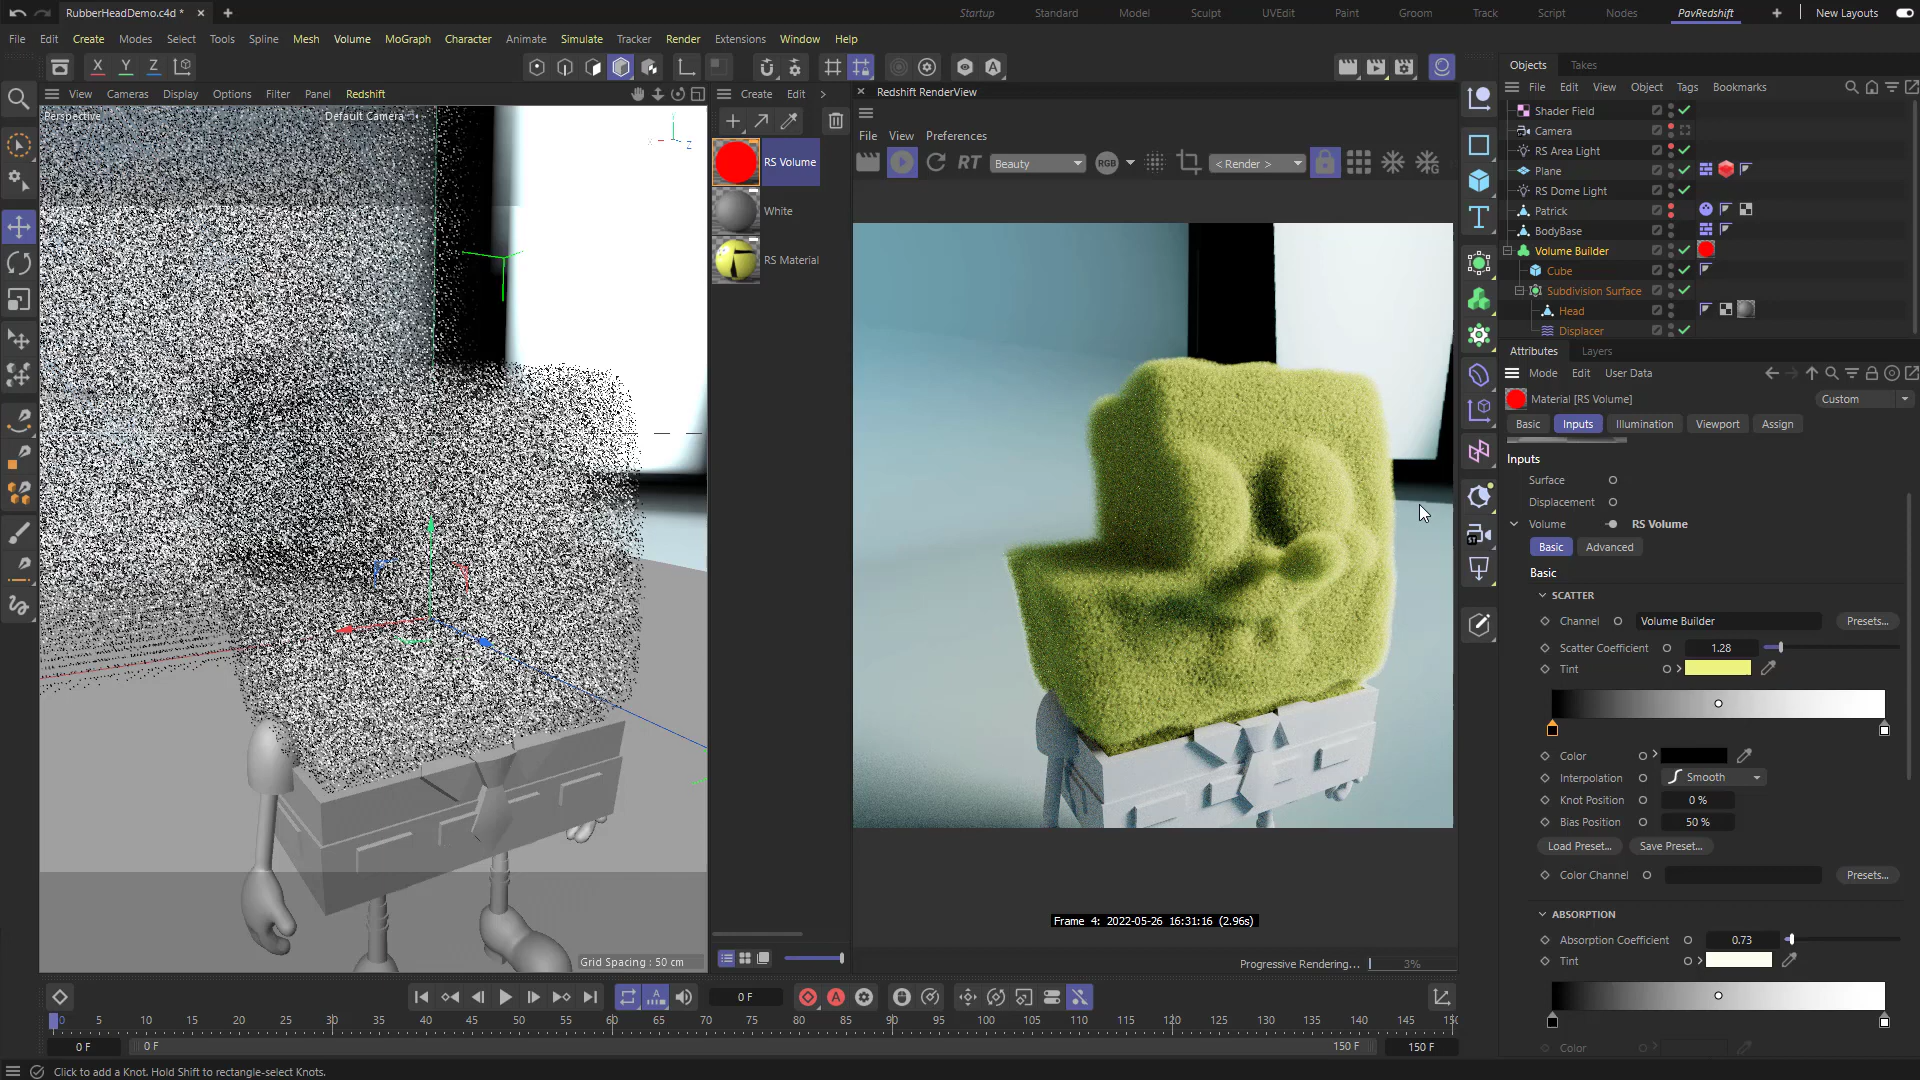 RubberHeadDemo.c4d *
Startup Standard Model Sculpt UVEdit Paint Groom Track Script Nodes PavRedshift New Layouts
File Edit Create Modes Select Tools Spline Mesh Volume MoGraph Character Animate Simulate Tracker Render Extensions Window Help
X Y Z
Objects Takes
View Cameras Display Options Filter Panel Redshift
Create Edit
Redshift RenderView
File Edit View Object Tags Bookmarks
Perspective
Default Camera
File View Preferences
RT Beauty RGB < Render >
RS Volume
White
RS Material
Shader Field
Camera
RS Area Light
Plane
RS Dome Light
Patrick
BodyBase
Volume Builder
Cube
Subdivision Surface
Head
Displacer
Attributes Layers
Mode Edit User Data
Material [RS Volume] Custom
Basic Inputs Illumination Viewport Assign
Inputs
Surface
Displacement
Volume RS Volume
Basic Advanced
Basic
SCATTER
Channel Volume Builder Presets...
Scatter Coefficient 1.28
Tint
Color
Interpolation Smooth
Knot Position 0 %
Bias Position 50 %
Load Preset... Save Preset...
Color Channel Presets...
ABSORPTION
Absorption Coefficient 0.73
Tint
Color
Frame 4: 2022-05-26 16:31:16 (2.96s)
Grid Spacing : 50 cm
Progressive Rendering... 3%
0 F
0 5 10 15 20 25 30 35 40 45 50 55 60 65 70 75 80 85 90 95 100 105 110 115 120 125 130 135 140 145 150
0 F 0 F 150 F 150 F
Click to add a Knot. Hold Shift to rectangle-select Knots.